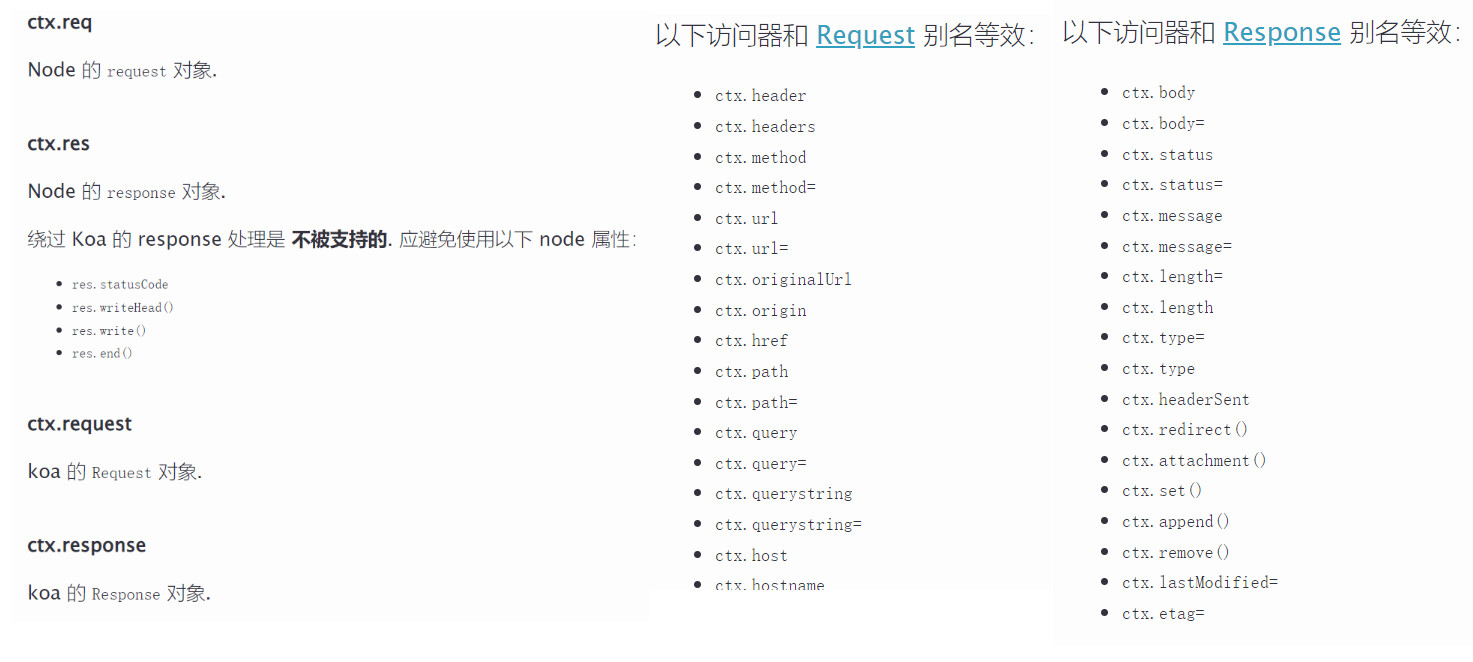 ctx.req
Node 的 request 对象.
ctx.res
Node 的 response 对象.
绕过 Koa 的 response 处理是 不被支持的. 应避免使用以下 node 属性：
res.statusCode
res.writeHead()
res.write()
res.end()
ctx.request
koa 的 Request 对象.
ctx.response
koa 的 Response 对象.
以下访问器和 Request 别名等效：
ctx.header
ctx.headers
ctx.method
ctx.method=
ctx.url
ctx.url=
ctx.originalUrl
ctx.origin
ctx.href
ctx.path
ctx.path=
ctx.query
ctx.query=
ctx.querystring
ctx.querystring=
ctx.host
ctx.hostname
以下访问器和 Response 别名等效：
ctx.body
ctx.body=
ctx.status
ctx.status=
ctx.message
ctx.message=
ctx.length=
ctx.length
ctx.type=
ctx.type
ctx.headerSent
ctx.redirect()
ctx.attachment()
ctx.set()
ctx.append()
ctx.remove()
ctx.lastModified=
ctx.etag=